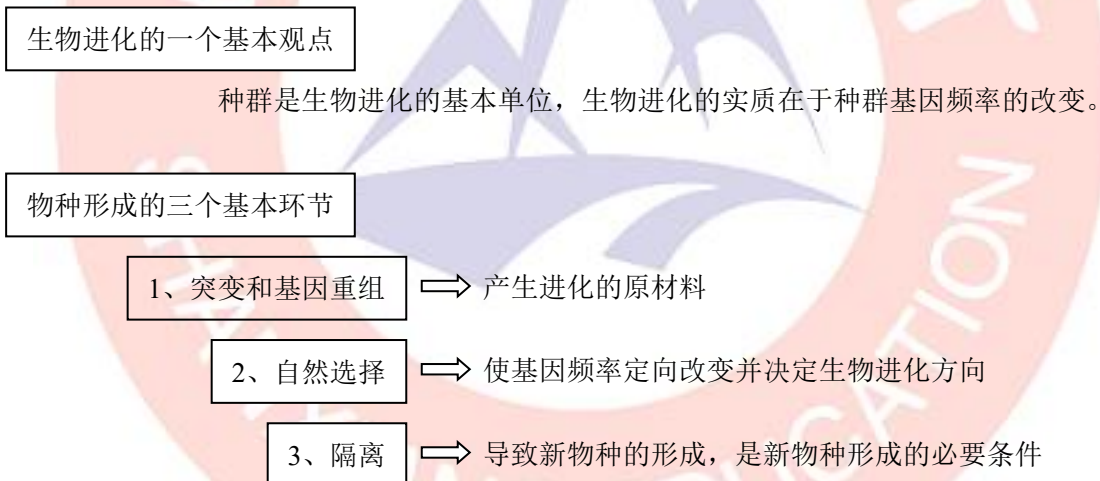 生物进化的一个基本观点
种群是生物进化的基本单位，生物进化的实质在于种群基因频率的改变。
物种形成的三个基本环节
1、突变和基因重组
产生进化的原材料
2、自然选择
使基因频率定向改变并决定生物进化方向
3、隔离
导致新物种的形成，是新物种形成的必要条件